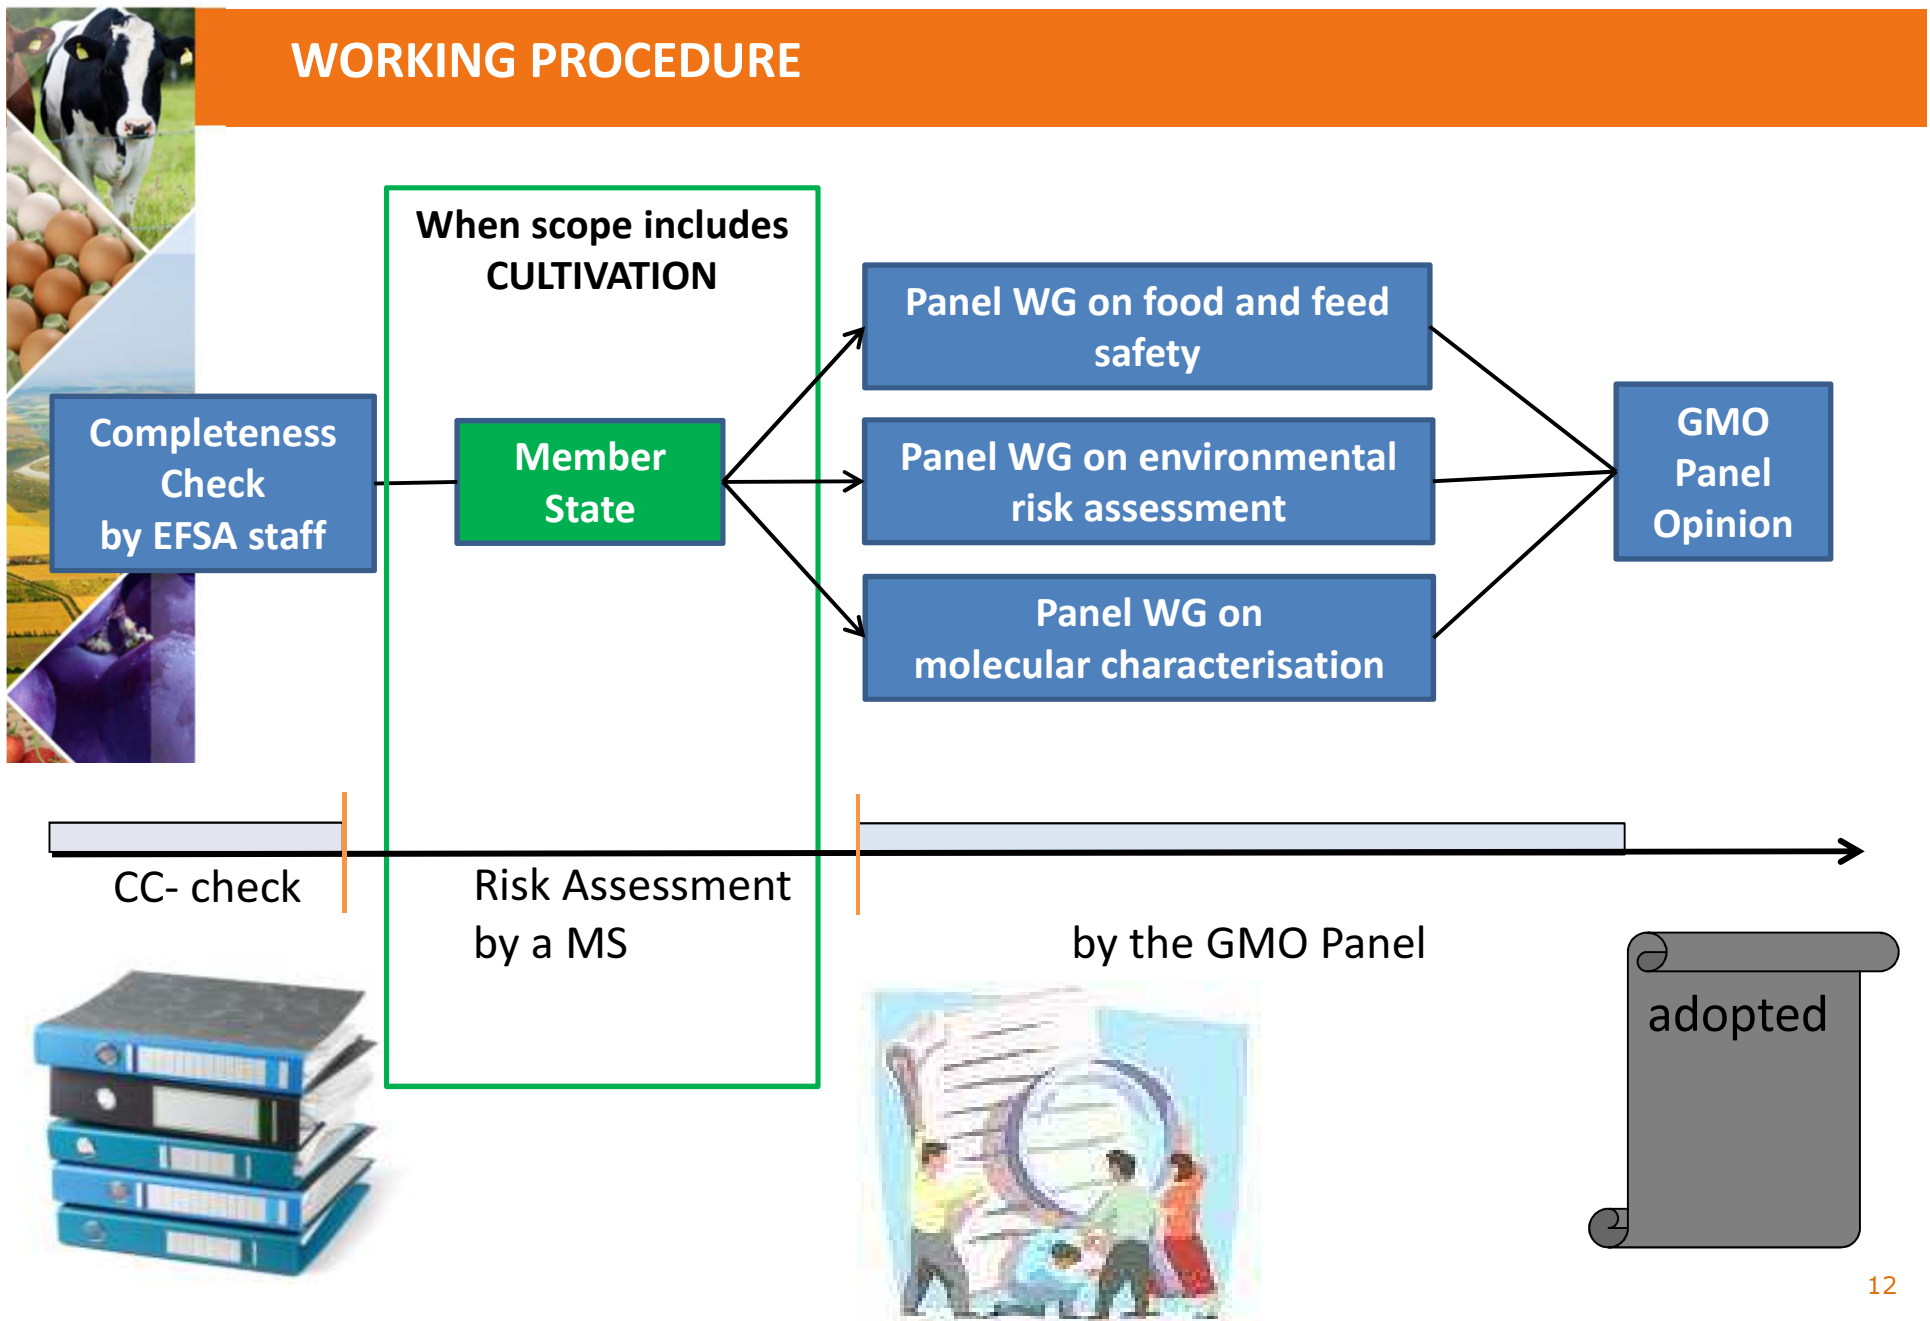 WORKING PROCEDURE
When scope includes
CULTIVATION
Completeness
Check
by EFSA staff
Member
State
Panel WG on food and feed
safety
Panel WG on environmental
risk assessment
Panel WG on
molecular characterisation
GMO
Panel
Opinion
CC- check
Risk Assessment
by a MS
by the GMO Panel
adopted
12